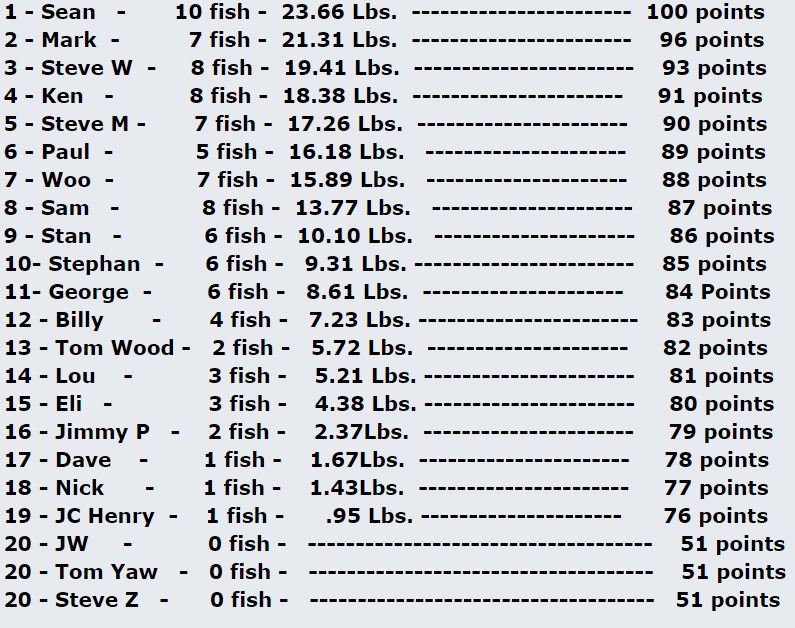 1 - Sean - 10 fish - 23.66 Lbs. ----------------------- 100 points
2 - Mark - 7 fish - 21.31 Lbs. ----------------------- 96 points
3 - Steve W - 8 fish - 19.41 Lbs. ----------------------- 93 points
4 - Ken - 8 fish - 18.38 Lbs. ---------------------- 91 points
5 - Steve M - 7 fish - 17.26 Lbs. ---------------------- 90 points
6 - Paul - 5 fish - 16.18 Lbs. --------------------- 89 points
7 - Woo - 7 fish - 15.89 Lbs. --------------------- 88 points
8 - Sam - 8 fish - 13.77 Lbs. --------------------- 87 points
9 - Stan - 6 fish - 10.10 Lbs. --------------------- 86 points
10- Stephan - 6 fish - 9.31 Lbs. ----------------------- 85 points
11- George - 6 fish - 8.61 Lbs. --------------------- 84 Points
12 - Billy - 4 fish - 7.23 Lbs. ----------------------- 83 points
13 - Tom Wood - 2 fish - 5.72 Lbs. --------------------- 82 points
14 - Lou - 3 fish - 5.21 Lbs. ---------------------- 81 points
15 - Eli - 3 fish - 4.38 Lbs. ---------------------- 80 points
16 - Jimmy P - 2 fish - 2.37Lbs. ---------------------- 79 points
17 - Dave - 1 fish - 1.67Lbs. ---------------------- 78 points
18 - Nick - 1 fish - 1.43Lbs. ---------------------- 77 points
19 - JC Henry - 1 fish - .95 Lbs. --------------------- 76 points
20 - JW - 0 fish - ------------------------------------ 51 points
20 - Tom Yaw - 0 fish - ------------------------------------ 51 points
20 - Steve Z - 0 fish - ------------------------------------ 51 points